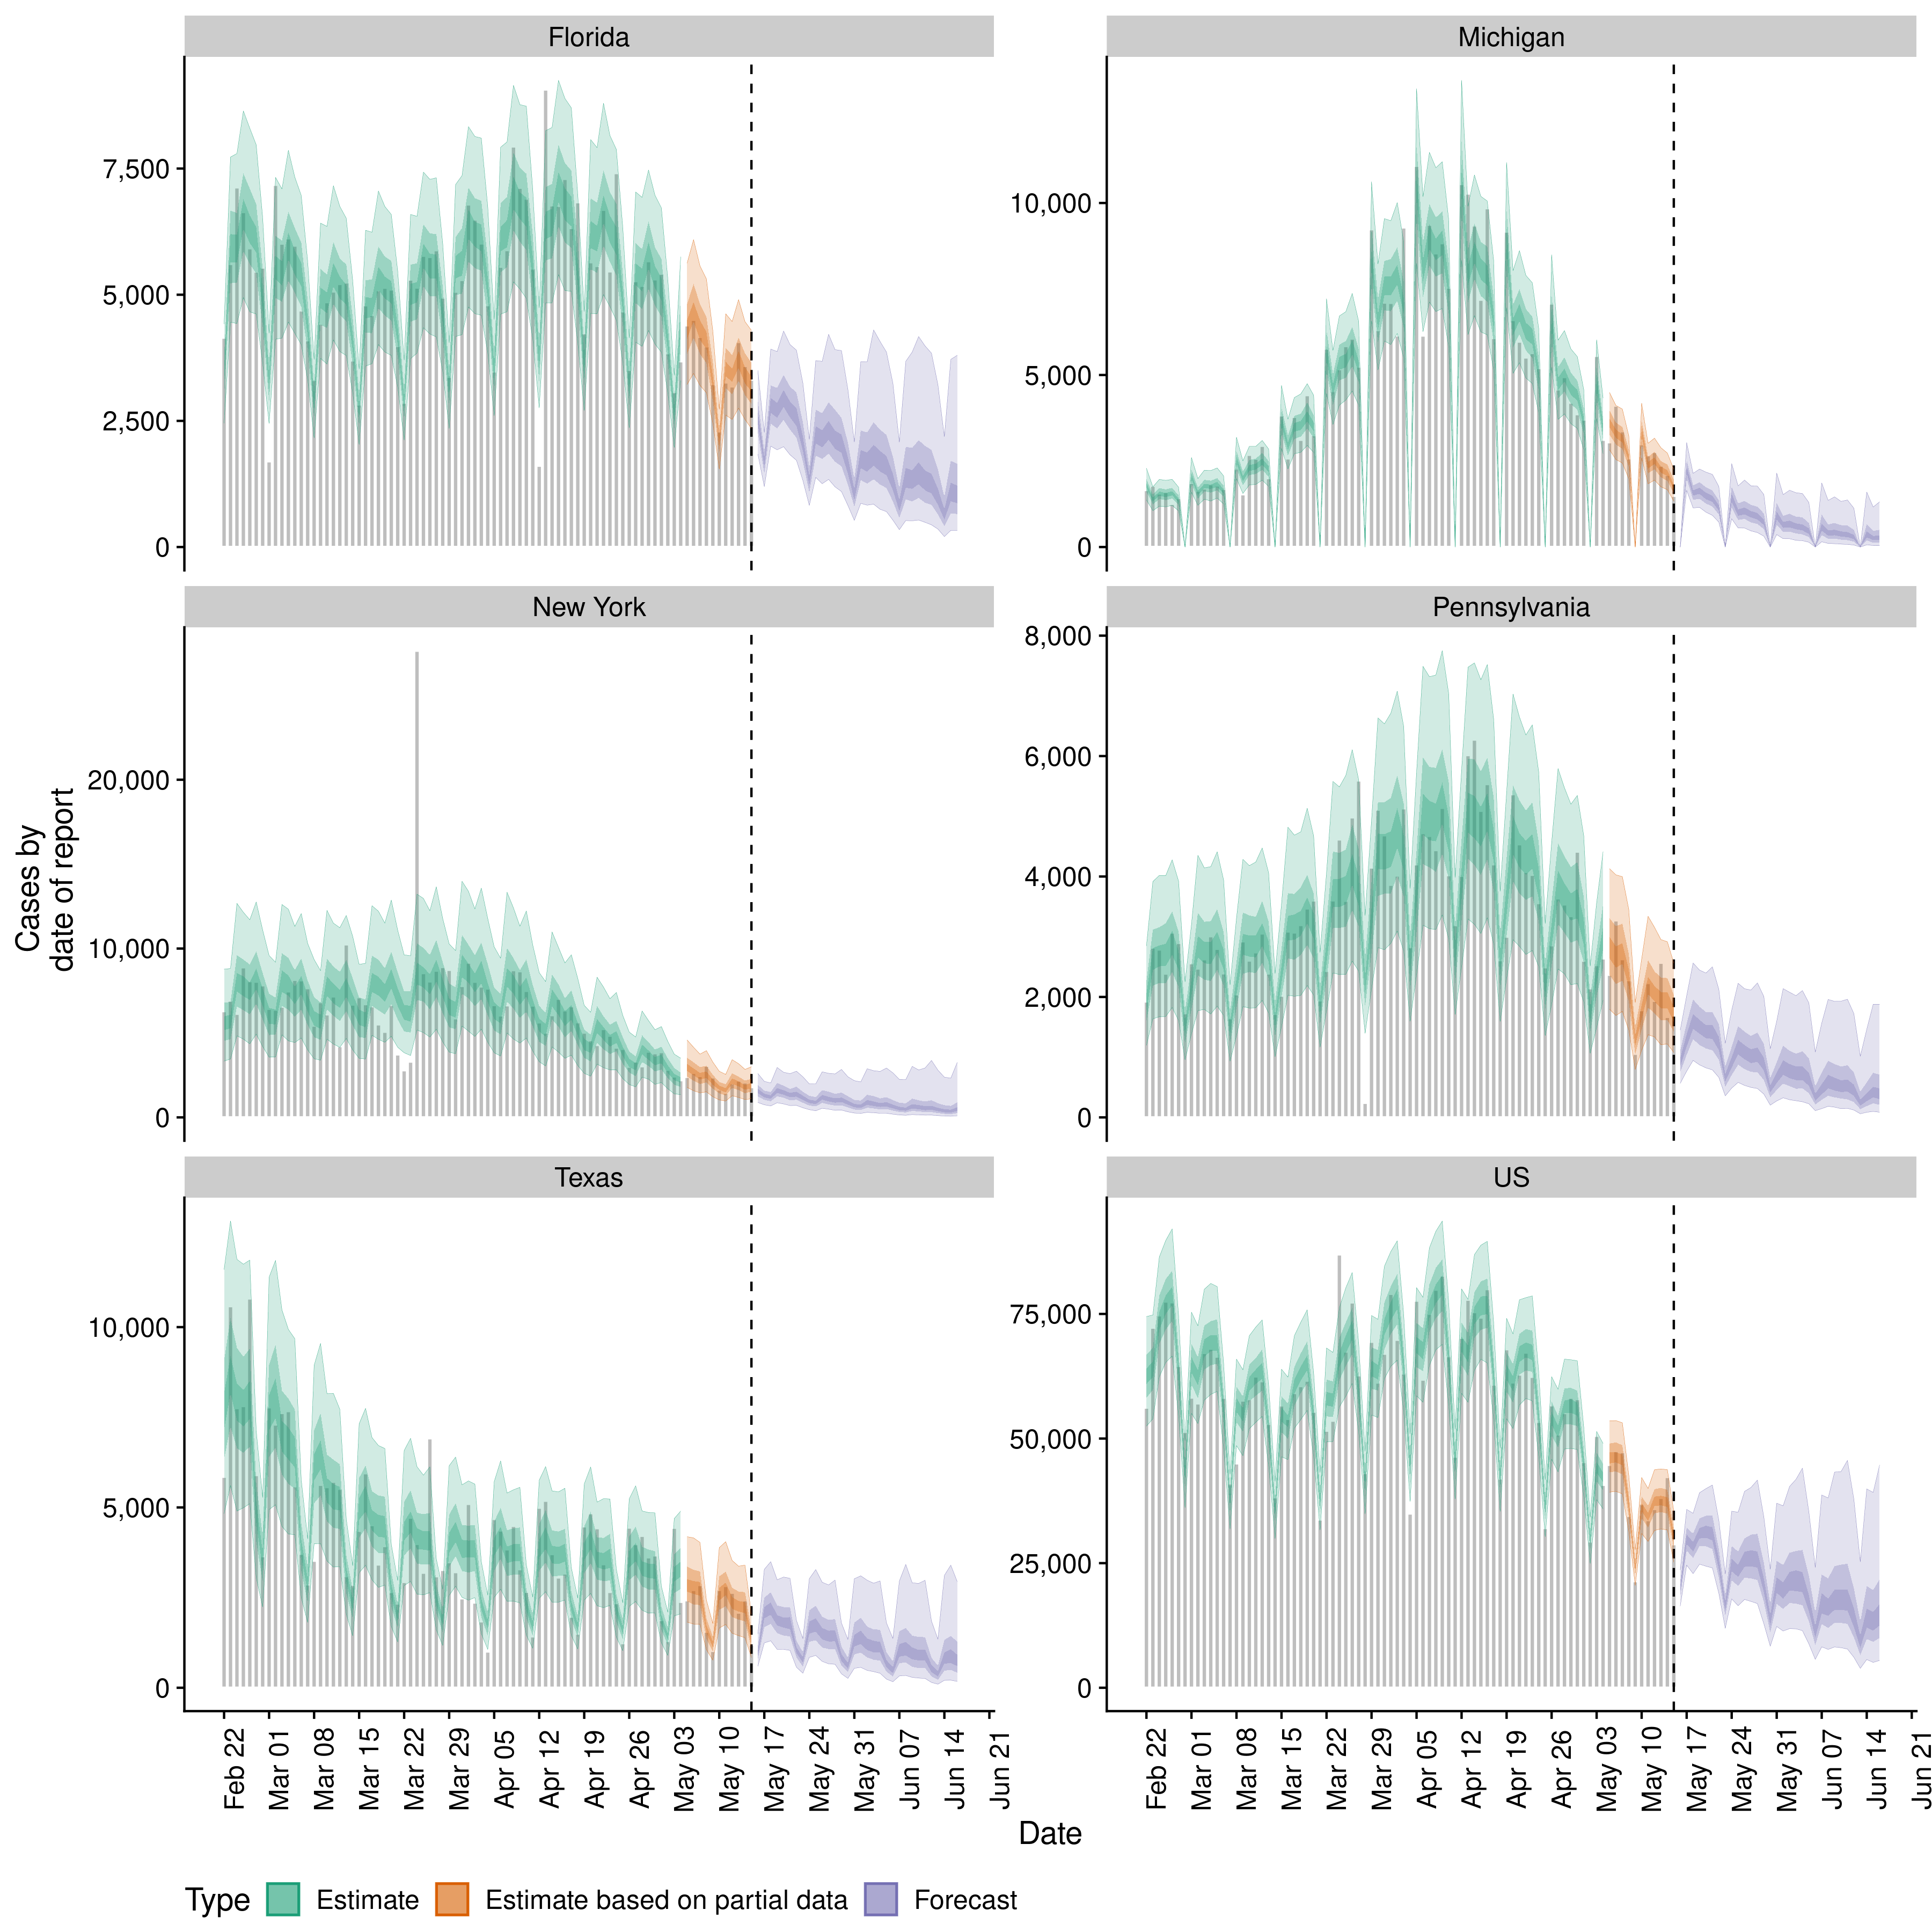 Florida
Michigan
7,500
5,000
2,500
0
10,000
5,000
0
New York
Pennsylvania
20,000
10,000
0
8,000
6,000
4,000
2,000
0
Cases by
date of report
Texas
US
10,000
5,000
0
75,000
50,000
25,000
0
Feb 22
Mar 01
Mar 08
Mar 15
Mar 22
Mar 29
Apr 05
Apr 12
Apr 19
Apr 26
May 03
May 10
May 17
May 24
May 31
Jun 07
Jun 14
Jun 21
Feb 22
Mar 01
Mar 08
Mar 15
Mar 22
Mar 29
Apr 05
Apr 12
Apr 19
Apr 26
May 03
May 10
May 17
May 24
May 31
Jun 07
Jun 14
Jun 21
Date
Type Estimate Estimate based on partial data Forecast